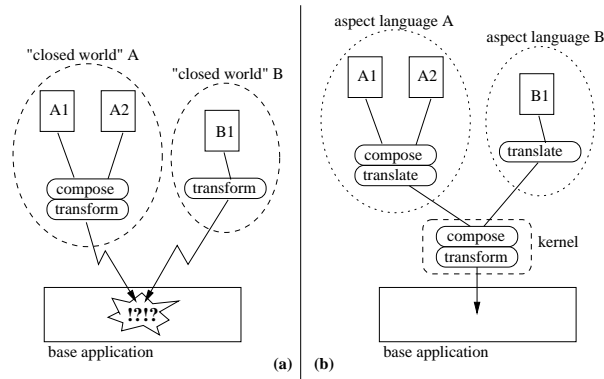 "closed world" A
"closed world" B
A1
A2
B1
compose
transform
transform
!?!?
base application
(a)
aspect language A
aspect language B
A1
A2
B1
compose
translate
translate
compose
transform
kernel
base application
(b)